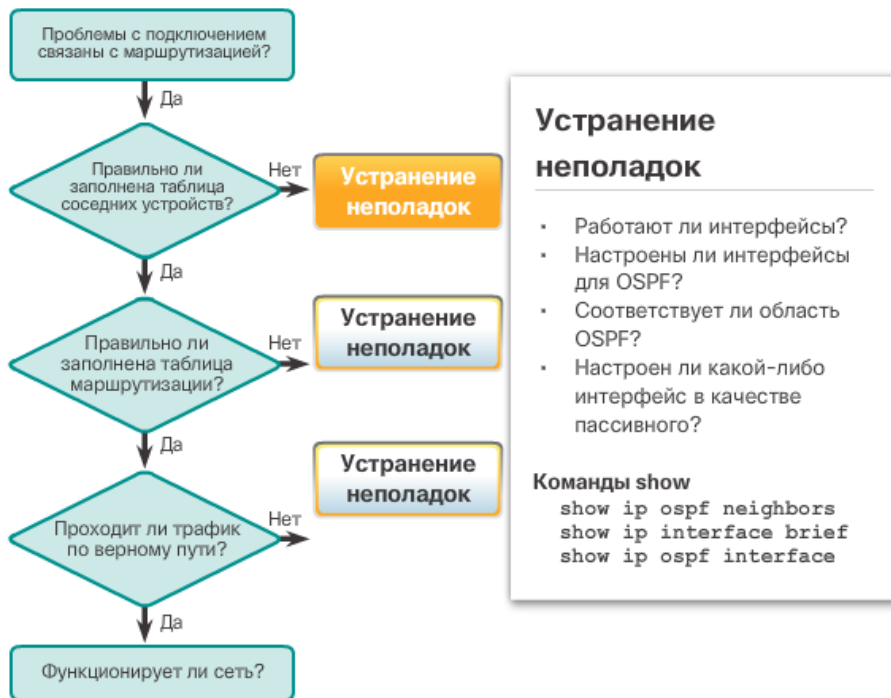 Проблемы с подключением
связаны с маршрутизацией?
Да
Правильно ли
заполнена таблица
соседних устройств?
Нет
Устранение
неполадок
Да
Правильно ли
заполнена таблица
маршрутизации?
Нет
Устранение
неполадок
Да
Проходит ли трафик
по верному пути?
Нет
Устранение
неполадок
Да
Функционирует ли сеть?
Устранение
неполадок
· Работают ли интерфейсы?
· Настроены ли интерфейсы
для OSPF?
· Соответствует ли область
OSPF?
· Настроен ли какой-либо
интерфейс в качестве
пассивного?
Команды show
show ip ospf neighbors
show ip interface brief
show ip ospf interface